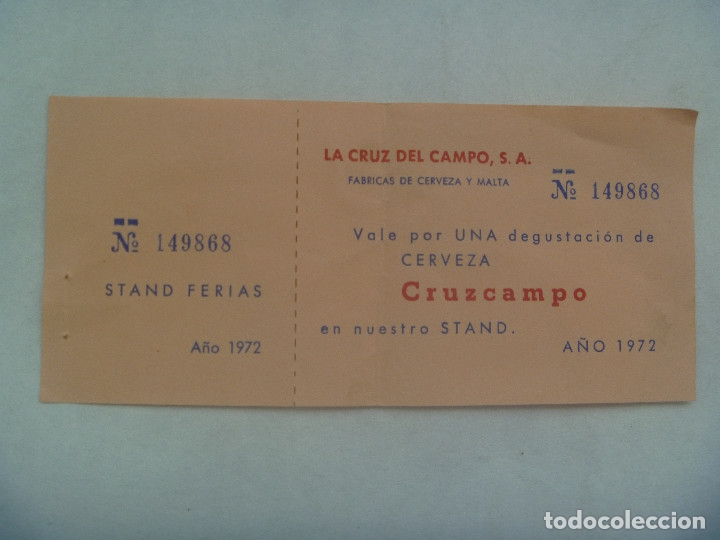 Nº 149868
STAND FERIAS
Año 1972
LA CRUZ DEL CAMPO, S. A.
FABRICAS DE CERVEZA Y MALTA
Nº 149868
Vale por UNA degustación de
CERVEZA
Cruzcampo
en nuestro STAND.
AÑO 1972
todocoleccion